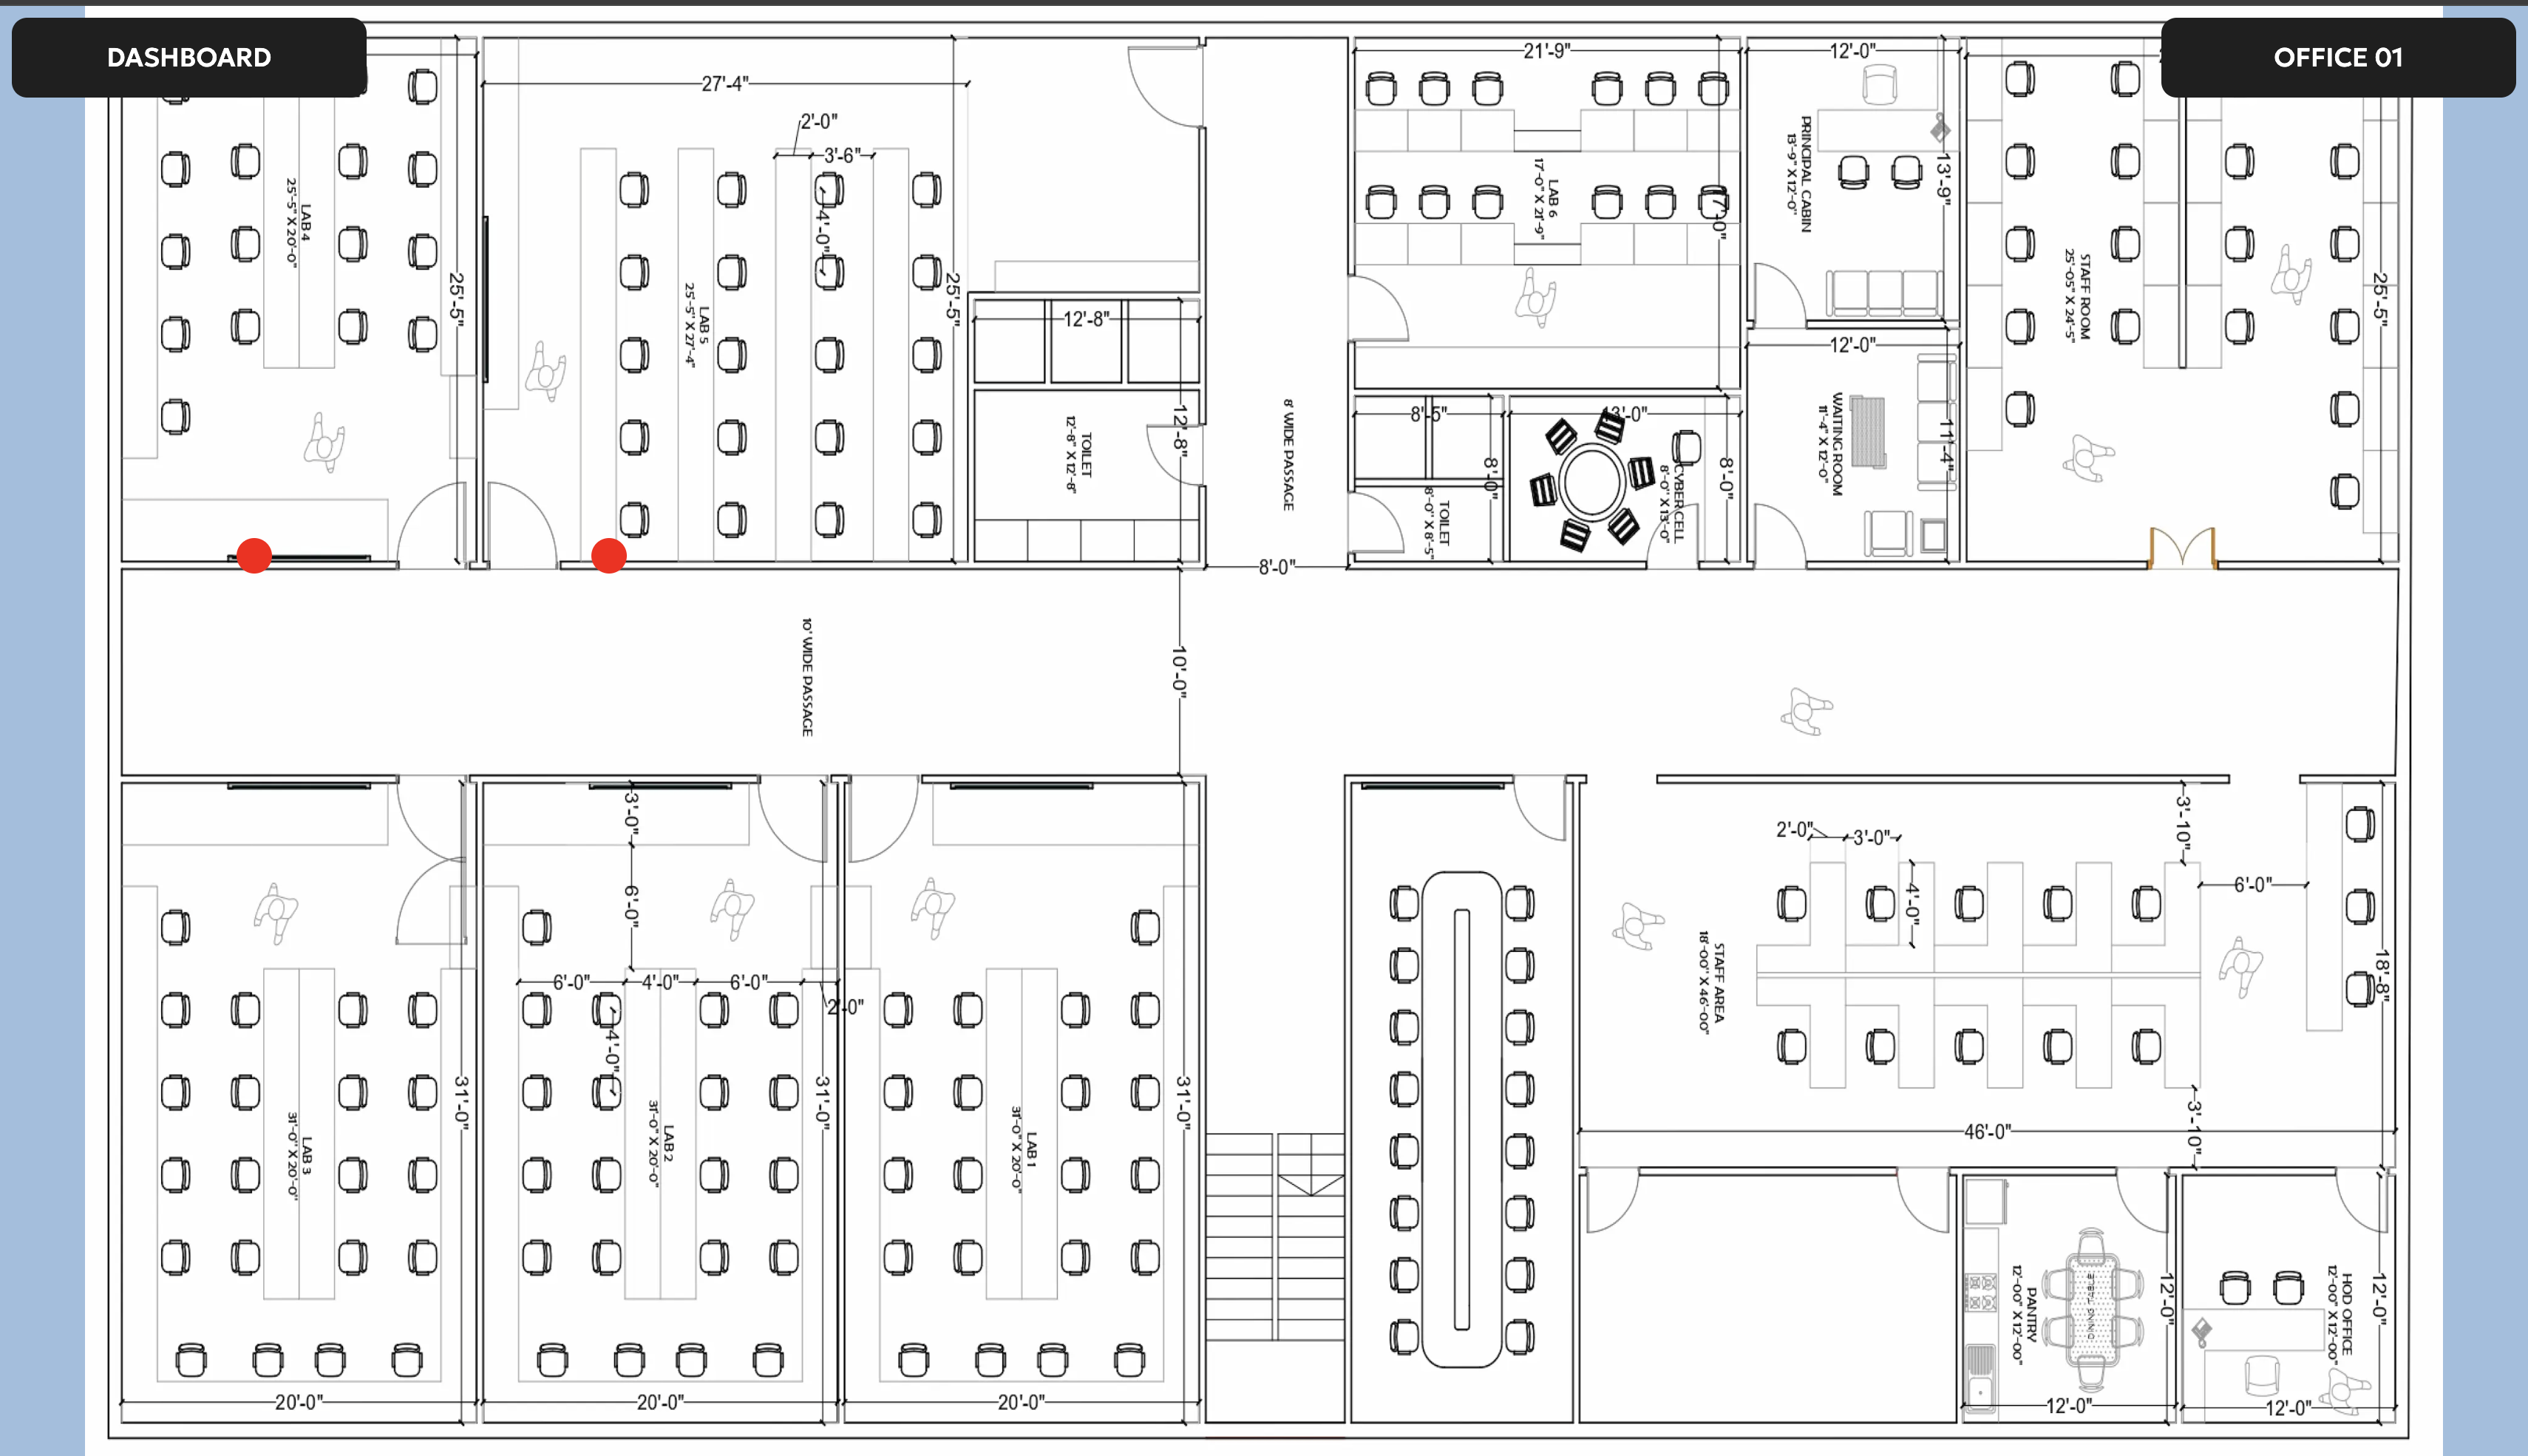 DASHBOARD
OFFICE 01
LAB 4
25'-5" X 20'-0"
25'-5"
27'-4"
2'-0"
3'-6"
4'-0"
LAB 5
25'-5" X 27'-4"
25'-5"
12'-8"
TOILET
12'-8" X 12'-8"
12'-8"
8' WIDE PASSAGE
8'-0"
21'-9"
LAB 6
17'-0" X 21'-9"
12'-0"
PRINCIPAL CABIN
13'-9" X 12'-0"
13'-9"
12'-0"
WAITING ROOM
11'-4" X 12'-0"
11'-4"
8'-5"
8'-0"
TOILET
8'-0" X 8'-5"
13'-0"
CYBER CELL
8'-0" X 13'-0"
8'-0"
STAFF ROOM
25'-05" X 24'-5"
25'-5"
10' WIDE PASSAGE
10'-0"
3'-0"
6'-0"
6'-0"
4'-0"
6'-0"
2'-0"
4'-0"
LAB 3
31'-0" X 20'-0"
31'-0"
20'-0"
LAB 2
31'-0" X 20'-0"
31'-0"
20'-0"
LAB 1
31'-0" X 20'-0"
31'-0"
20'-0"
2'-0"
3'-0"
4'-0"
3'-10"
6'-0"
STAFF AREA
18'-00" X 46'-00"
18'-8"
3'-10"
46'-0"
PANTRY
12'-00" X 12'-00"
DINING TABLE
12'-0"
12'-0"
HOD OFFICE
12'-00" X 12'-00"
12'-0"
12'-0"